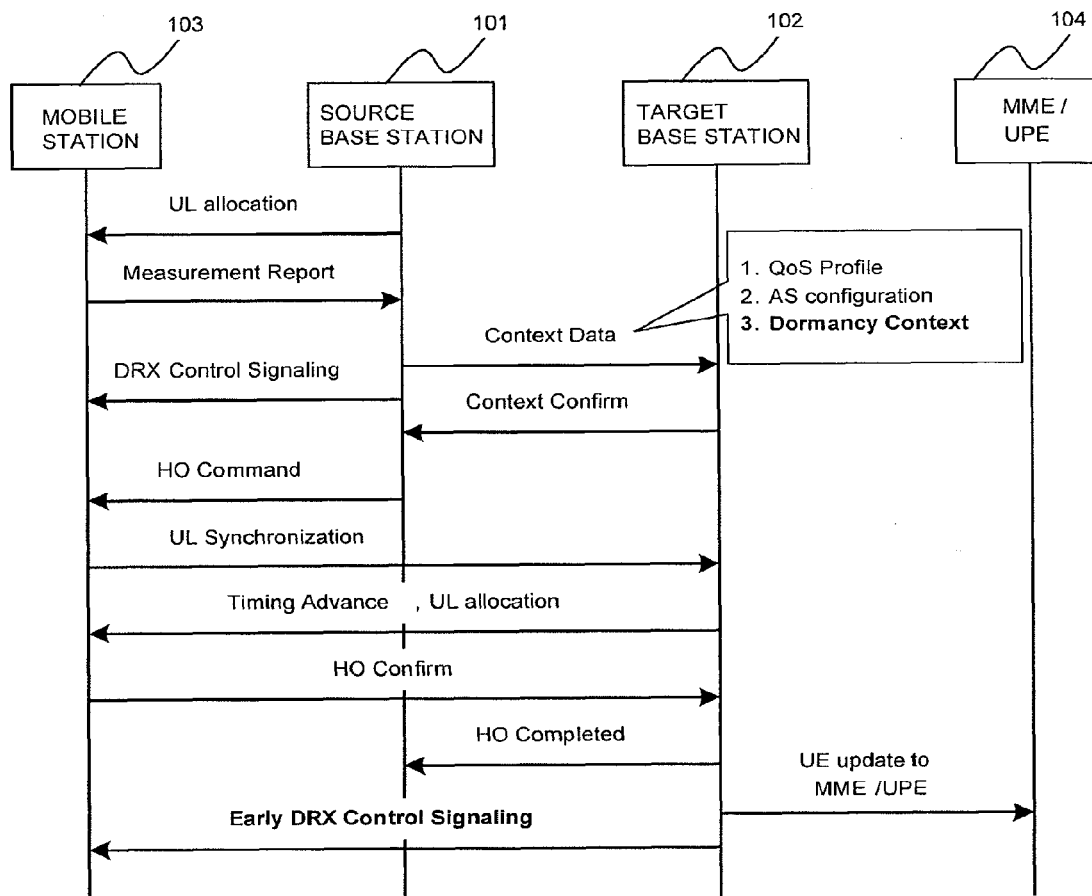 103
101
102
104
MOBILE
STATION
SOURCE
BASE STATION
TARGET
BASE STATION
MME /
UPE
UL allocation
Measurement Report
1. QoS Profile
2. AS configuration
3. Dormancy Context
Context Data
DRX Control Signaling
Context Confirm
HO Command
UL Synchronization
Timing Advance , UL allocation
HO Confirm
HO Completed
UE update to
MME /UPE
Early DRX Control Signaling